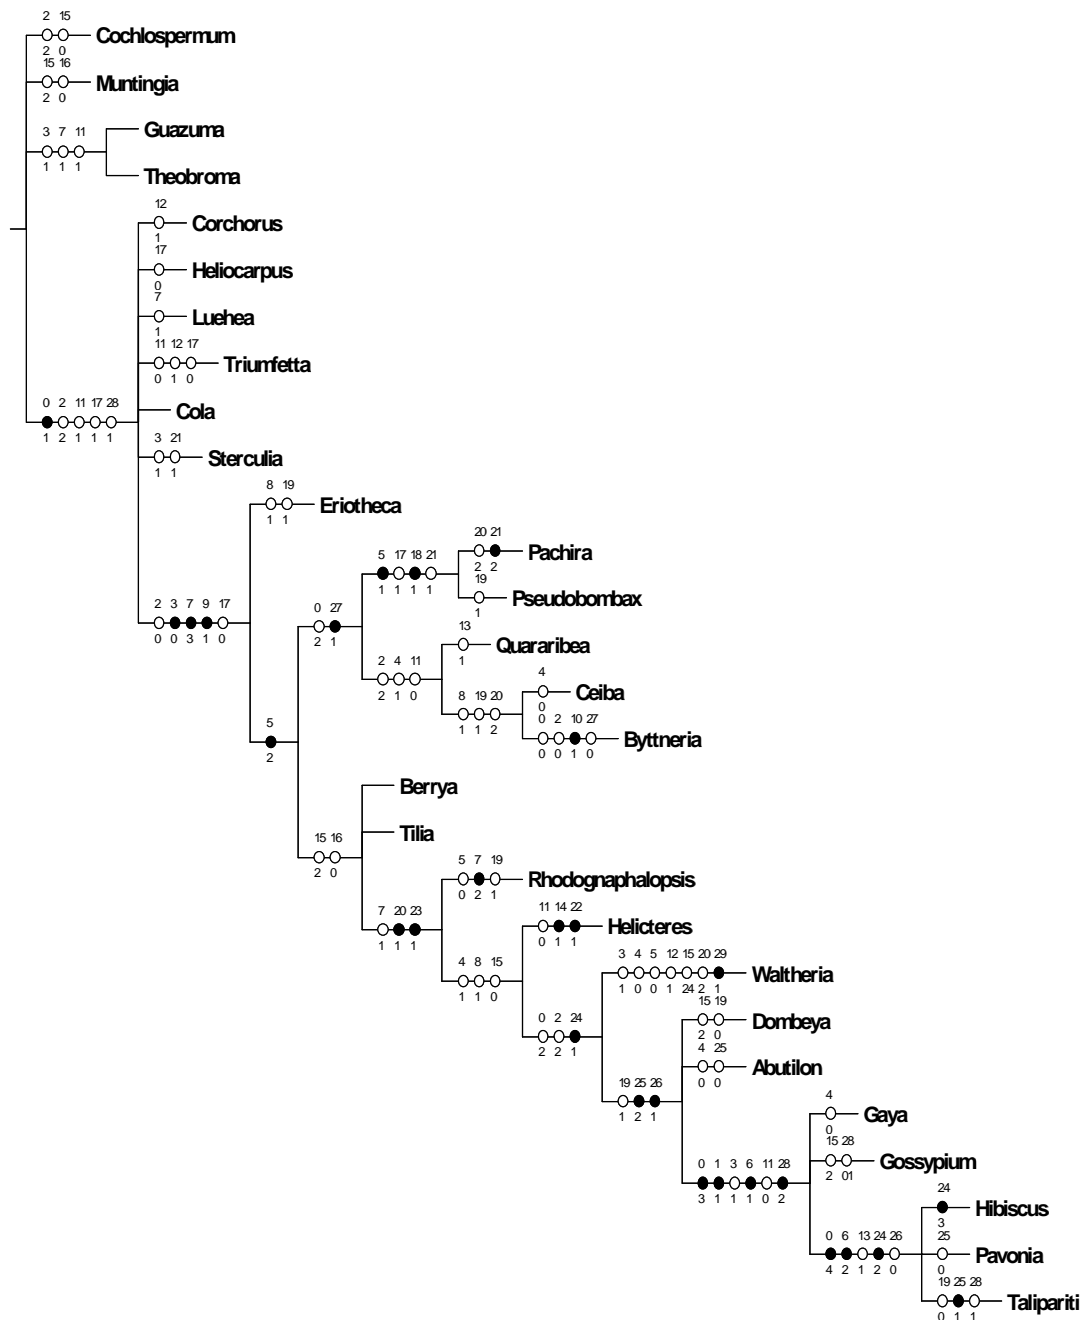 2 15
Cochlospermum
2 0
15 16
Muntingia
2 0
3 7 11
Guazuma
1 1 1
Theobroma
12
Corchorus
1
17
Heliocarpus
0
7
Luehea
1
11 12 17
Triumfetta
0 1 0
0 2 11 17 28
Cola
1 2 1 1 1
3 21
Sterculia
1 1
8 19
Eriotheca
1 1
20 21
Pachira
5 17 18 21
2 2
1 1 1 1
19
Pseudobombax
1
2 3 7 9 17
0 27
0 0 3 1 0
2 1
13
Quararibea
1
2 4 11
2 1 0
4
Ceiba
8 19 20
0
1 1 2
0 2 10 27
Byttneria
0 0 1 0
5
2
Berrya
Tilia
15 16
2 0
5 7 19
Rhodognaphalopsis
0 2 1
7 20 23
1 1 1
11 14 22
Helicteres
0 1 1
4 8 15
1 1 0
3 4 5 12 15 20 29
Waltheria
1 0 0 1 24 2 1
0 2 24
2 2 1
15 19
Dombeya
2 0
4 25
Abutilon
0 0
19 25 26
1 2 1
4
Gaya
0
15 28
Gossypium
2 01
0 1 3 6 11 28
3 1 1 1 0 2
24
Hibiscus
3
0 6 13 24 26
25
Pavonia
4 2 1 2 0
0
19 25 28
Talipariti
0 1 1